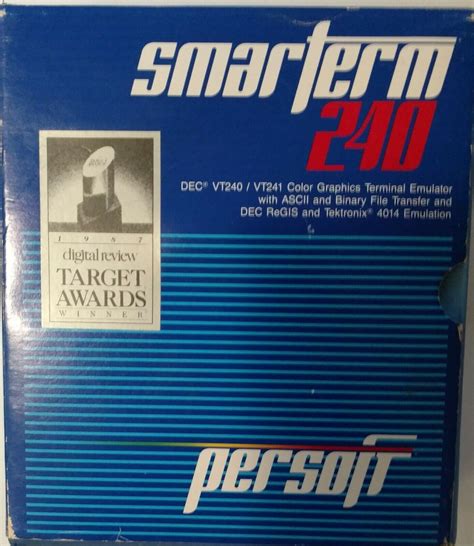 smarterm
240
DEC® VT240 / VT241 Color Graphics Terminal Emulator
with ASCII and Binary File Transfer and
DEC ReGIS and Tektronix® 4014 Emulation
1987
digital review
TARGET
AWARDS
WINNER
persoft